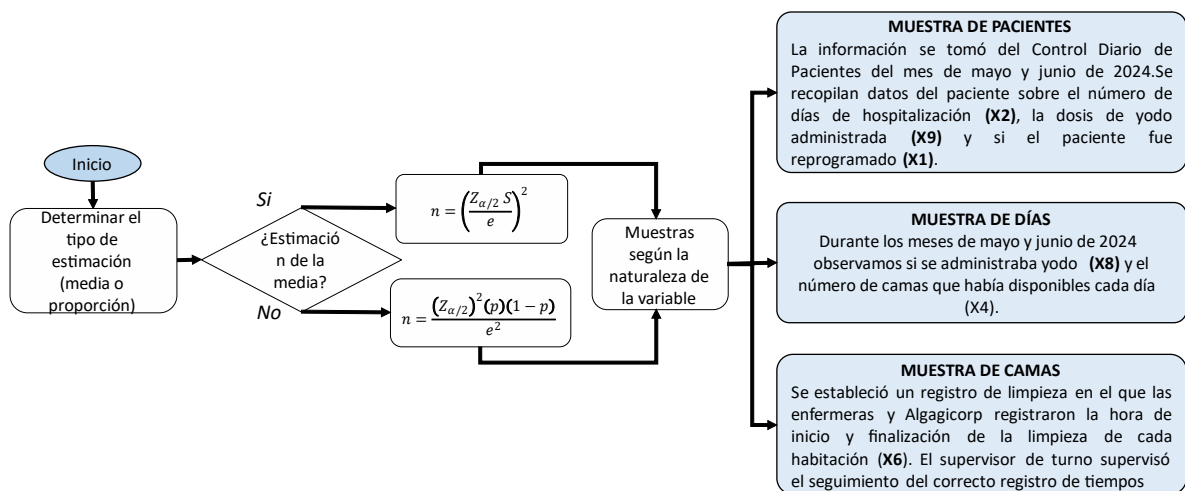 Inicio
Determinar el
tipo de
estimación
(media o
proporción)
¿Estimació
n de la
media?
Si
No
n = (Z_{α/2} S / e)^2
n = (Z_{α/2})^2(p)(1 − p) / e^2
Muestras
según la
naturaleza de
la variable
MUESTRA DE PACIENTES
La información se tomó del Control Diario de
Pacientes del mes de mayo y junio de 2024.Se
recopilan datos del paciente sobre el número de
días de hospitalización (X2), la dosis de yodo
administrada (X9) y si el paciente fue
reprogramado (X1).
MUESTRA DE DÍAS
Durante los meses de mayo y junio de 2024
observamos si se administraba yodo (X8) y el
número de camas que había disponibles cada día
(X4).
MUESTRA DE CAMAS
Se estableció un registro de limpieza en el que las
enfermeras y Algagicorp registraron la hora de
inicio y finalización de la limpieza de cada
habitación (X6). El supervisor de turno supervisó
el seguimiento del correcto registro de tiempos